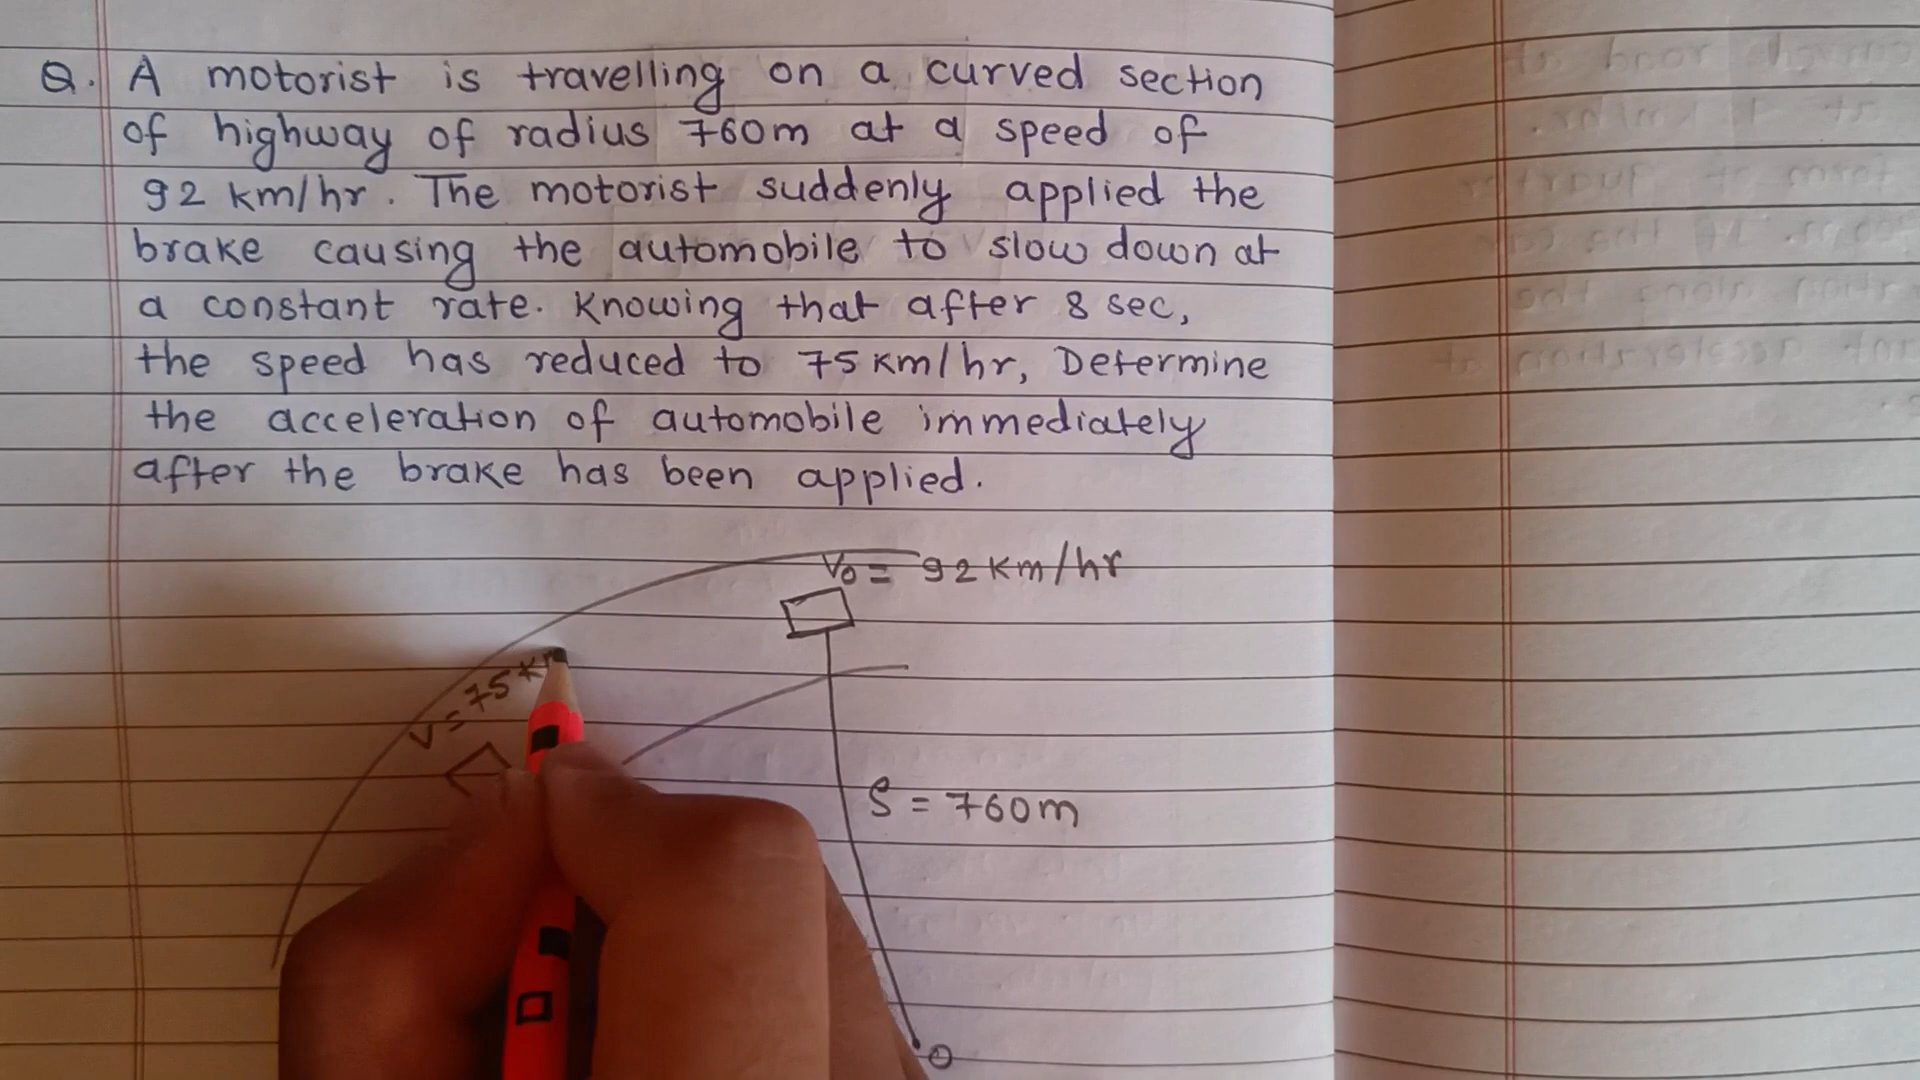 Q. A motorist is travelling on a curved section
of highway of radius 760m at a speed of
92 km/hr. The motorist suddenly applied the
brake causing the automobile to slow down at
a constant rate. Knowing that after 8 sec,
the speed has reduced to 75 km/hr, Determine
the acceleration of automobile immediately
after the brake has been applied.
V0 = 92 km/hr
V = 75 K
ρ = 760m
O